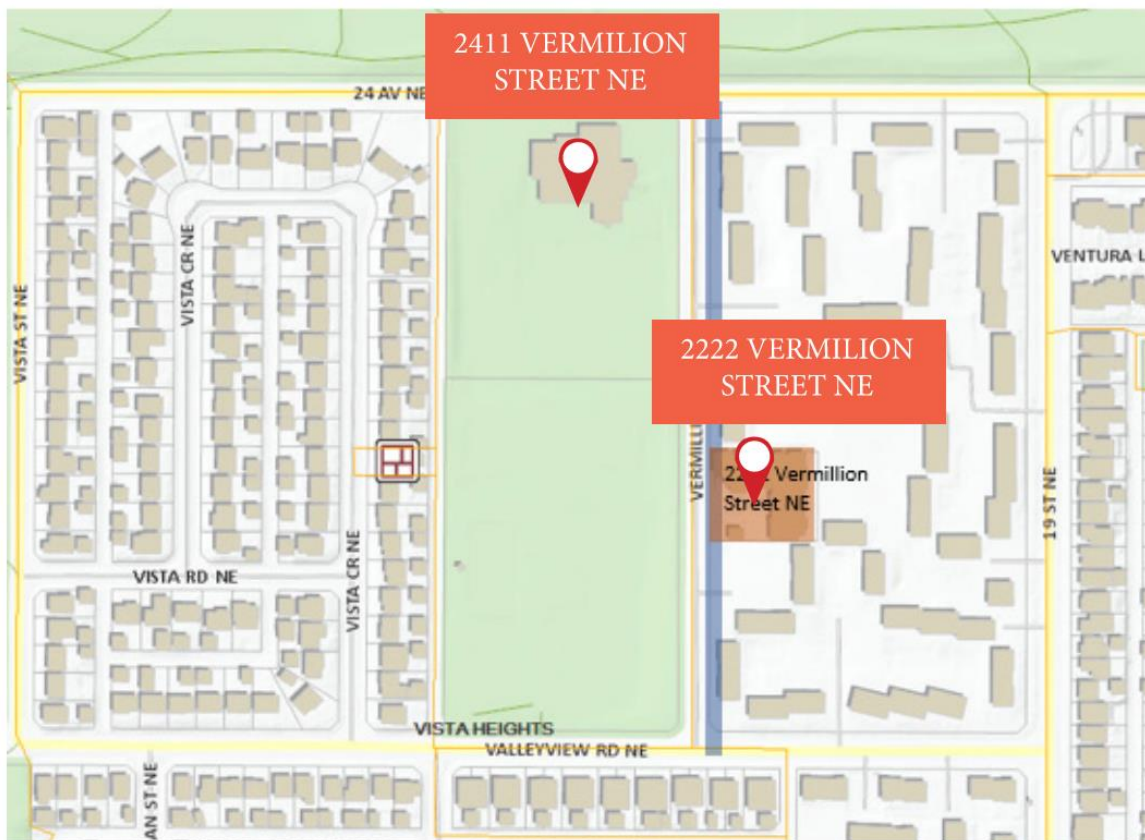 2411 VERMILION
STREET NE
24 AV NE
VISTA CR NE
VISTA ST NE
VENTURA L
2222 VERMILION
STREET NE
VERMILLI
Vermillion
Street NE
19 ST NE
VISTA RD NE
VISTA CR NE
VISTA HEIGHTS
VALLEYVIEW RD NE
AN ST NE